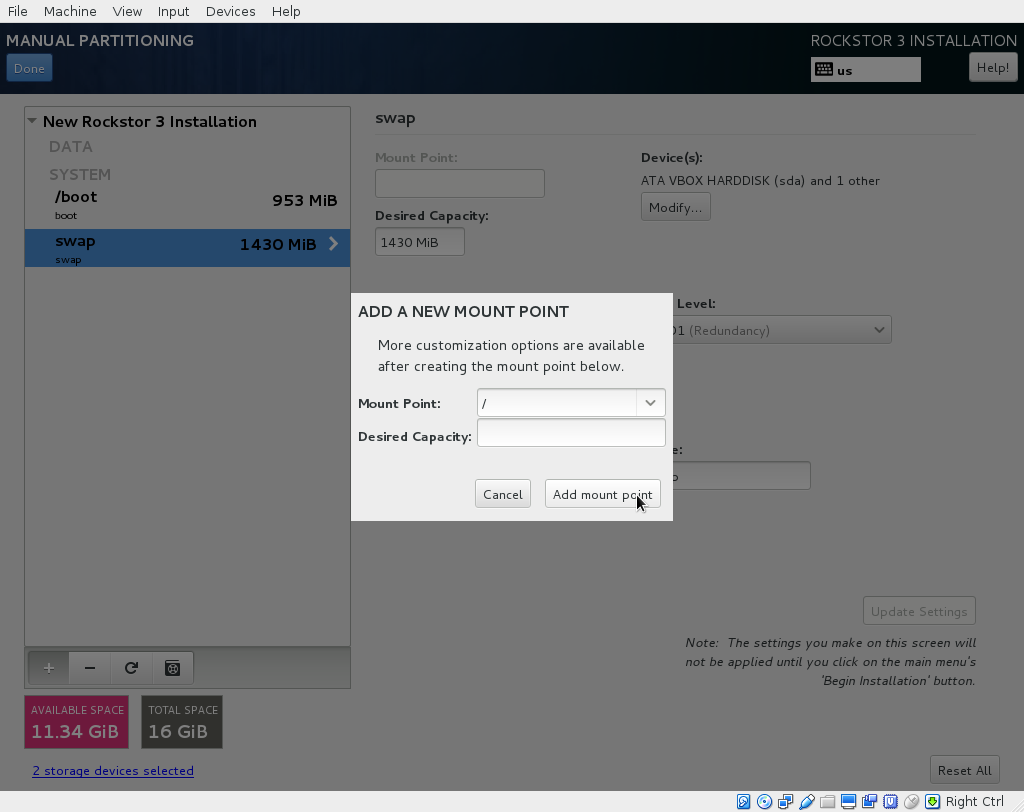 File Machine View Input Devices Help
MANUAL PARTITIONING
ROCKSTOR 3 INSTALLATION
Done
us
Help!
New Rockstor 3 Installation
DATA
SYSTEM
/boot
953 MiB
boot
swap
1430 MiB
swap
swap
Mount Point:
Desired Capacity:
1430 MiB
Device(s):
ATA VBOX HARDDISK (sda) and 1 other
Modify...
Level:
D1 (Redundancy)
e:
p
ADD A NEW MOUNT POINT
More customization options are available
after creating the mount point below.
Mount Point:
/
Desired Capacity:
Cancel
Add mount point
Update Settings
Note: The settings you make on this screen will
not be applied until you click on the main menu's
'Begin Installation' button.
AVAILABLE SPACE
11.34 GiB
TOTAL SPACE
16 GiB
2 storage devices selected
Reset All
Right Ctrl